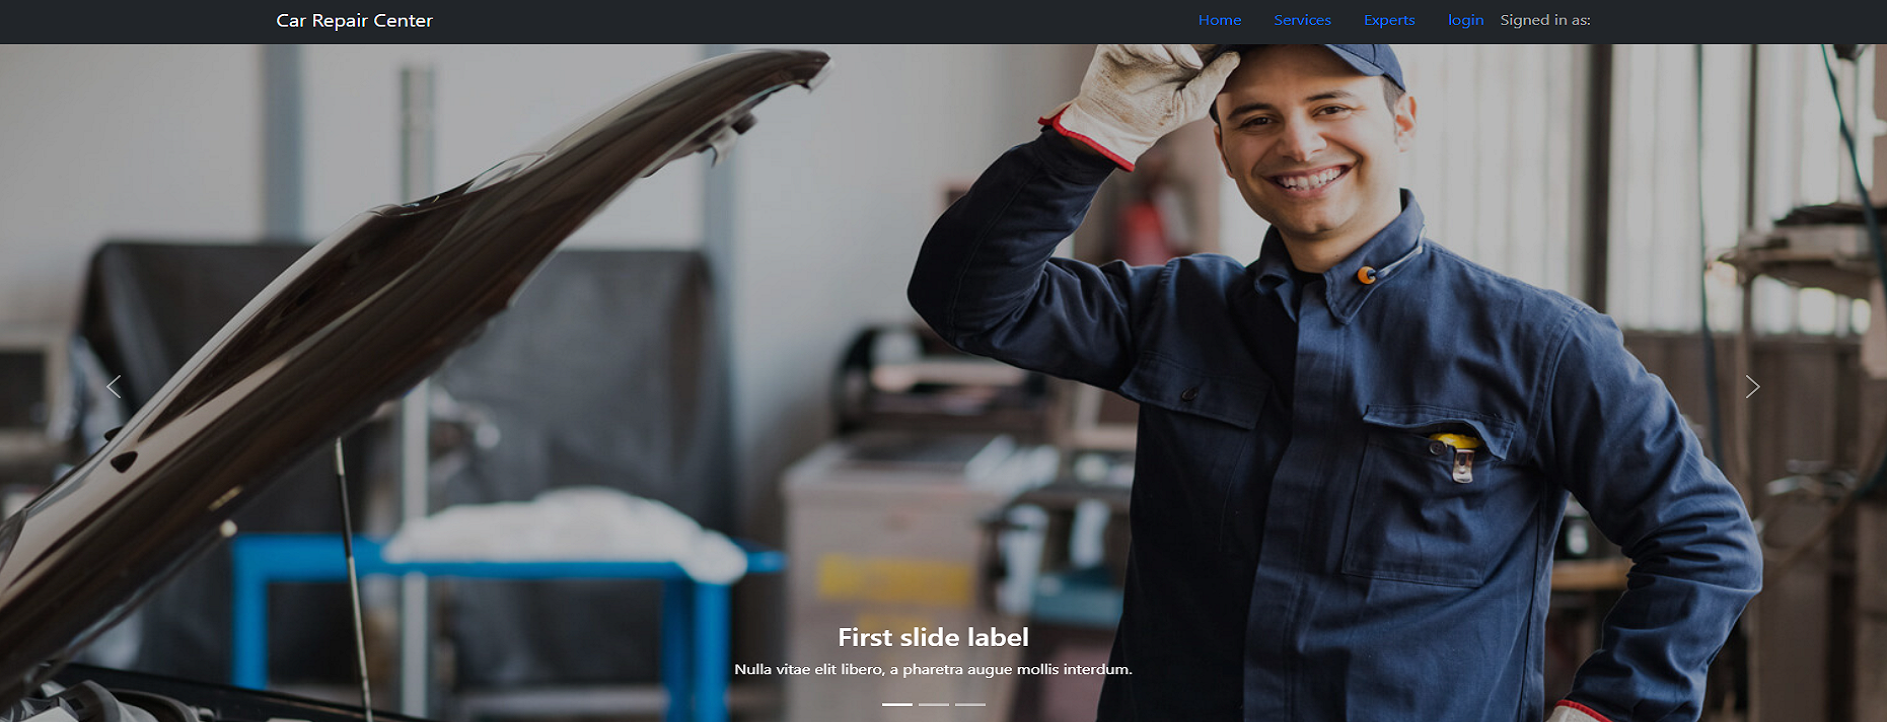 Car Repair Center
Home Services Experts login Signed in as:
First slide label
Nulla vitae elit libero, a pharetra augue mollis interdum.